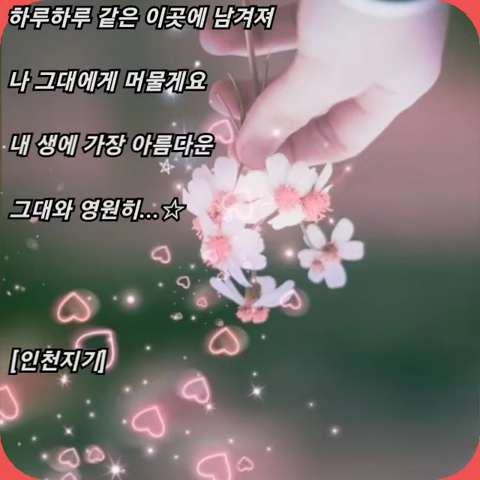 하루하루 같은 이곳에 남겨져
나 그대에게 머물게요
내 생에 가장 아름다운
그대와 영원히...☆
[인천지기]